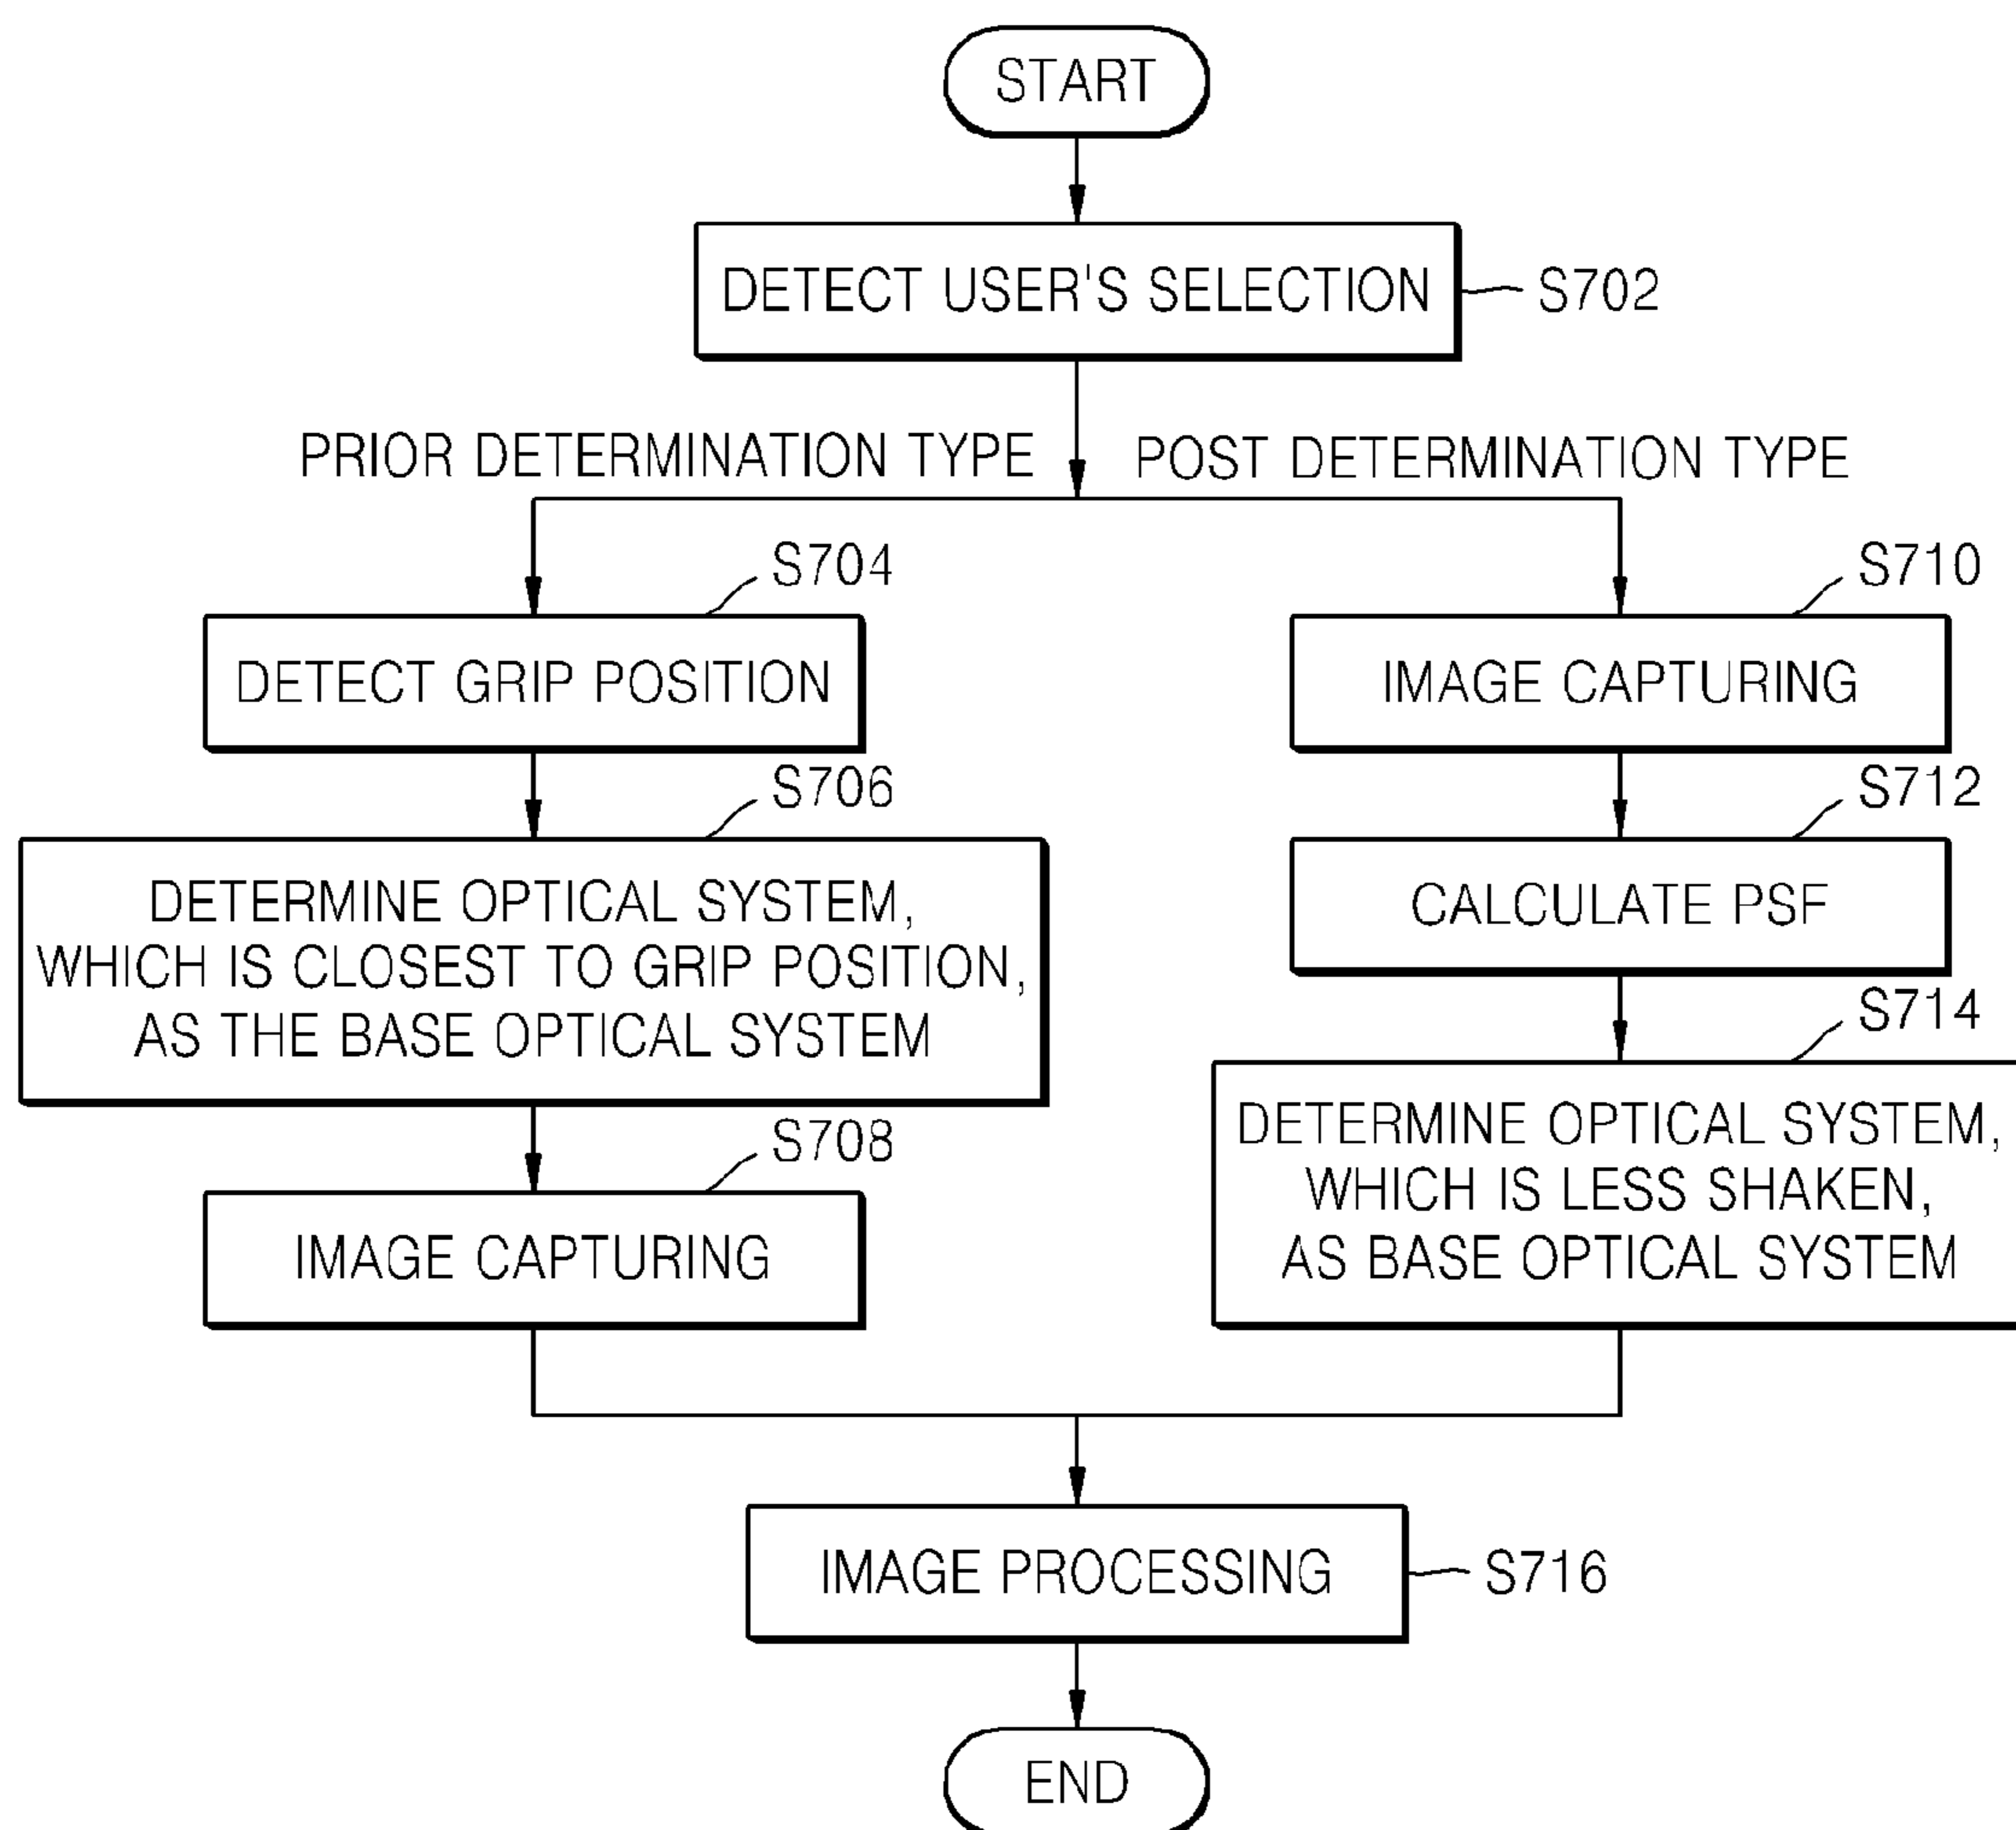 START
DETECT USER'S SELECTION
S702
PRIOR DETERMINATION TYPE
POST DETERMINATION TYPE
S704
DETECT GRIP POSITION
S706
DETERMINE OPTICAL SYSTEM,
WHICH IS CLOSEST TO GRIP POSITION,
AS THE BASE OPTICAL SYSTEM
S708
IMAGE CAPTURING
S710
IMAGE CAPTURING
S712
CALCULATE PSF
S714
DETERMINE OPTICAL SYSTEM,
WHICH IS LESS SHAKEN,
AS BASE OPTICAL SYSTEM
IMAGE PROCESSING
S716
END